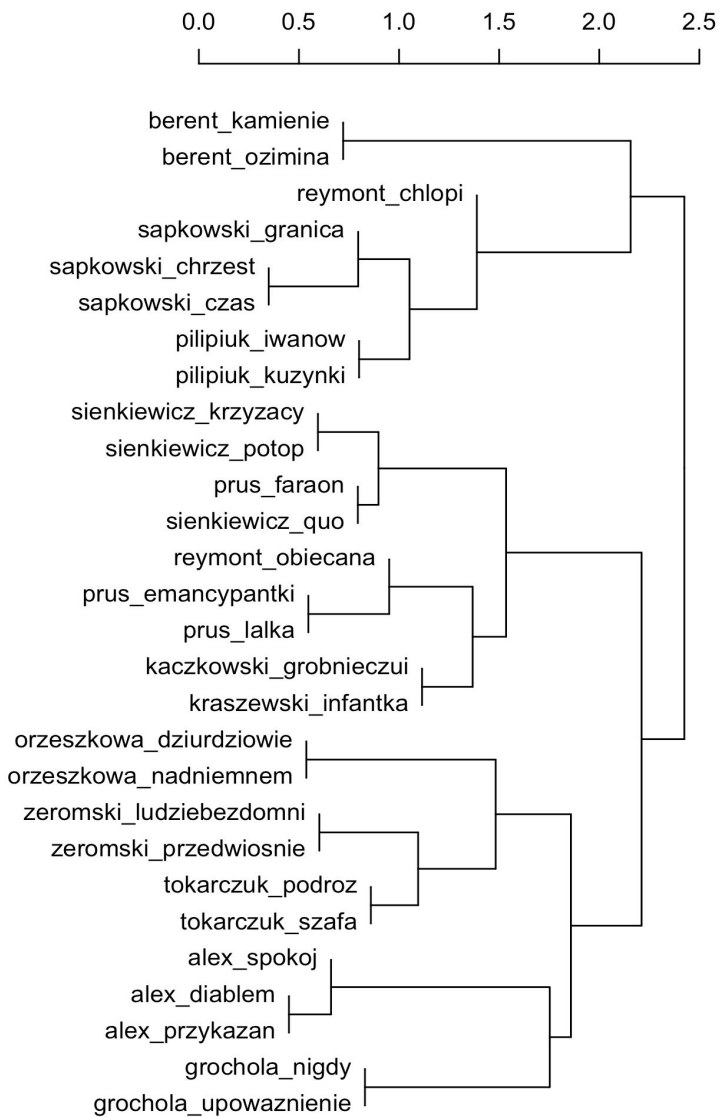 0.0 0.5 1.0 1.5 2.0 2.5
berent_kamienie
berent_ozimina
reymont_chlopi
sapkowski_granica
sapkowski_chrzest
sapkowski_czas
pilipiuk_iwanow
pilipiuk_kuzynki
sienkiewicz_krzyzacy
sienkiewicz_potop
prus_faraon
sienkiewicz_quo
reymont_obiecana
prus_emancypantki
prus_lalka
kaczkowski_grobnieczui
kraszewski_infantka
orzeszkowa_dziurdziowie
orzeszkowa_nadniemnem
zeromski_ludziebezdomni
zeromski_przedwiosnie
tokarczuk_podroz
tokarczuk_szafa
alex_spokoj
alex_diablem
alex_przykazan
grochola_nigdy
grochola_upowaznienie